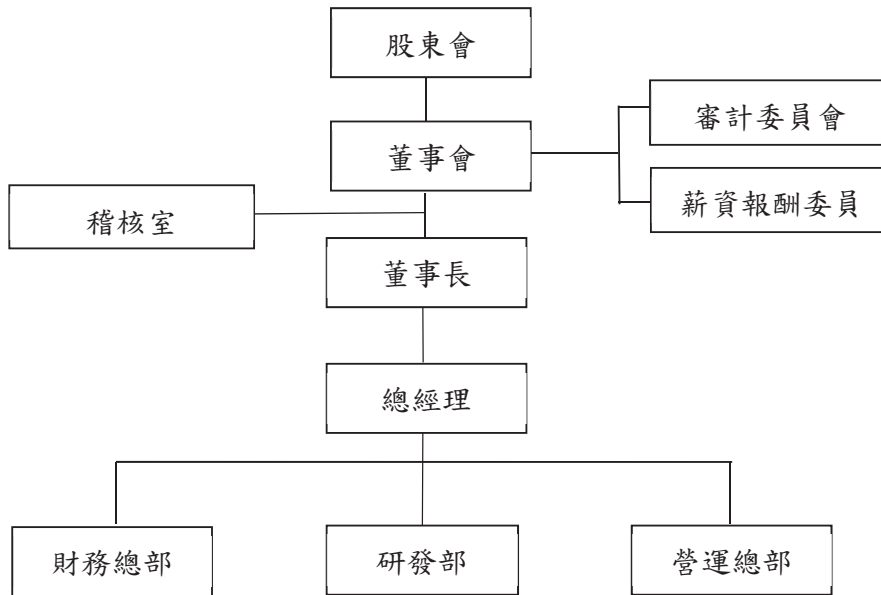 股東會
審計委員會
董事會
薪資報酬委員
稽核室
董事長
總經理
財務總部
研發部
營運總部